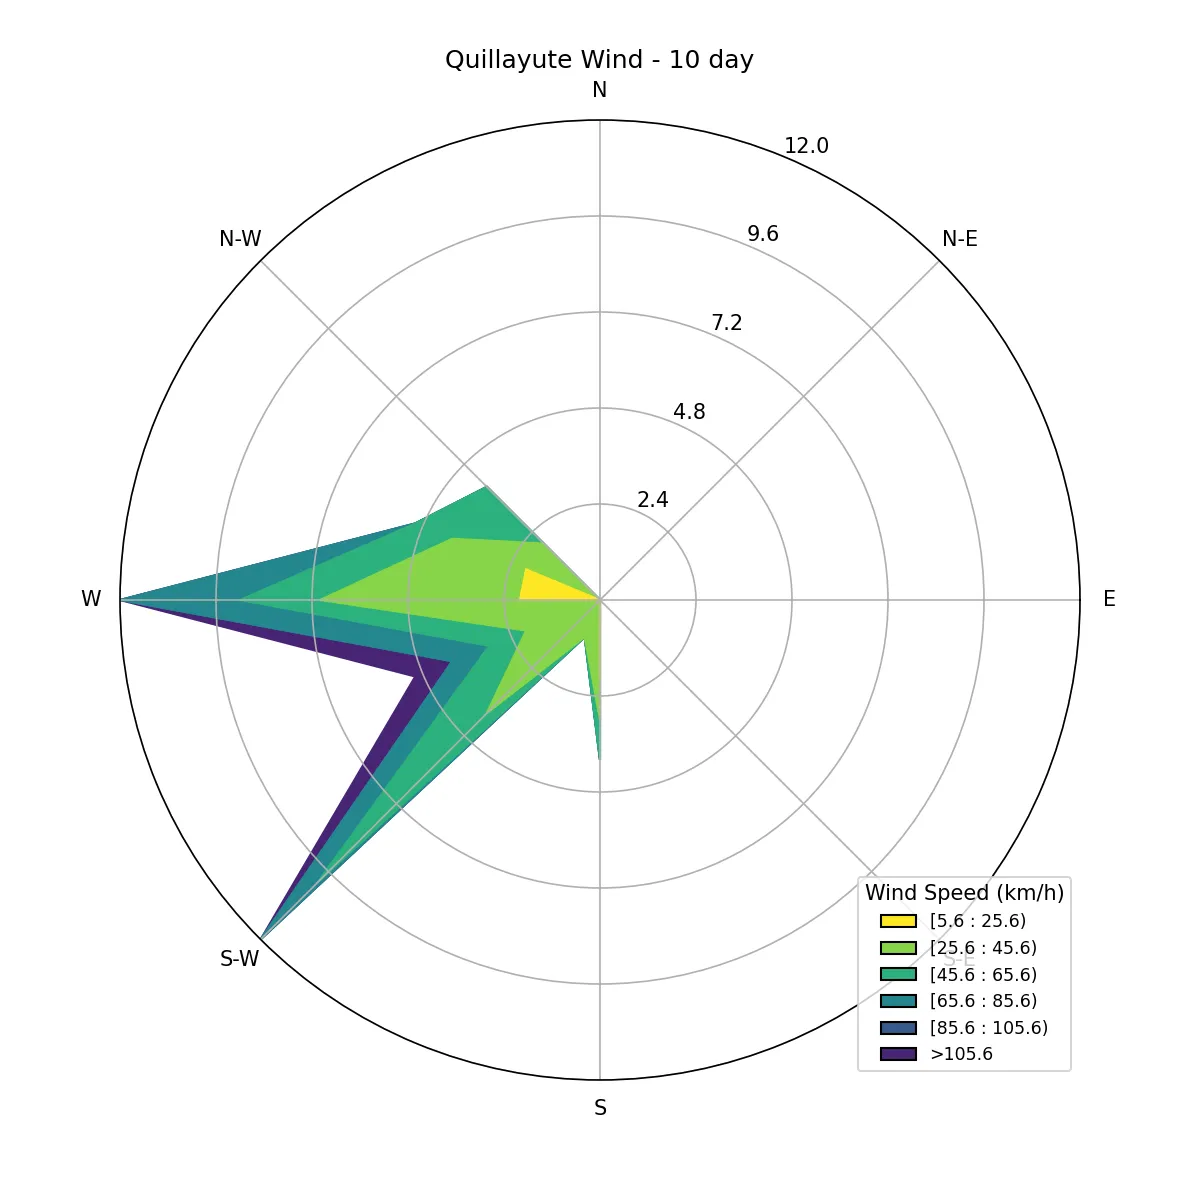 Quillayute Wind - 10 day
N
12.0
N-W
9.6
N-E
7.2
4.8
2.4
W
E
S-W
S-E
S
Wind Speed (km/h)
[5.6 : 25.6)
[25.6 : 45.6)
[45.6 : 65.6)
[65.6 : 85.6)
[85.6 : 105.6)
>105.6